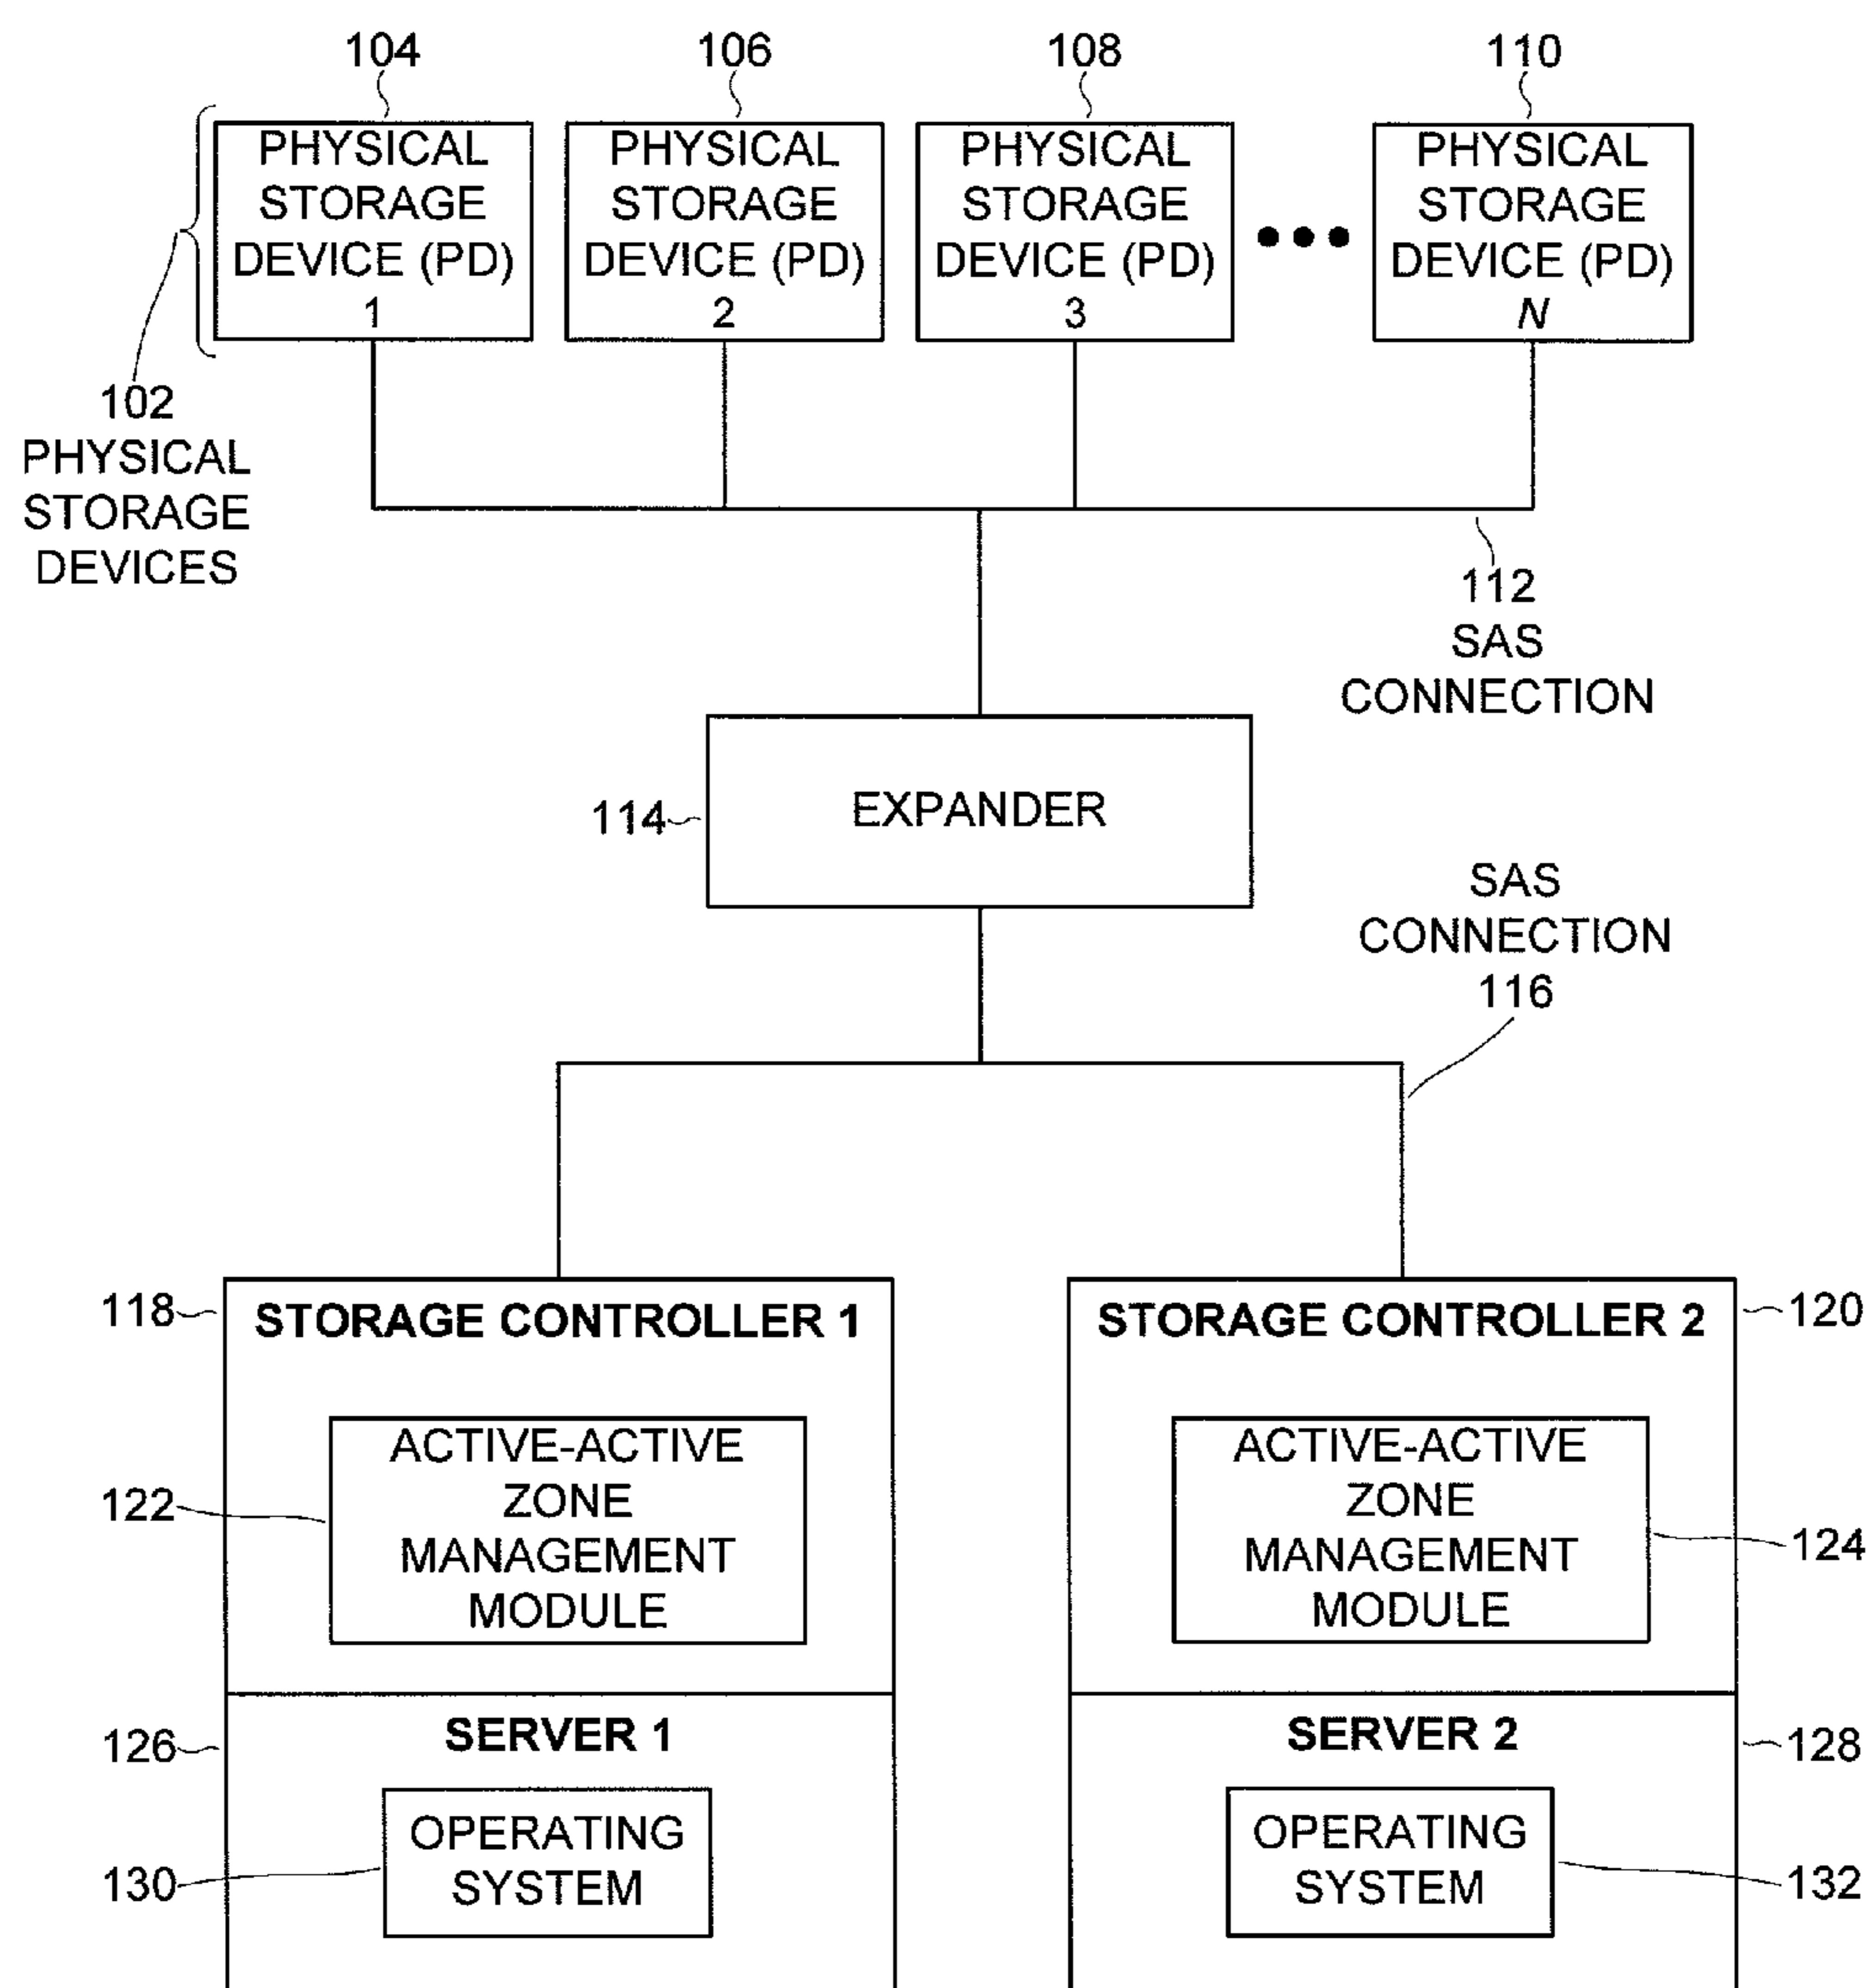 104
106
108
110
PHYSICAL
STORAGE
DEVICE (PD)
1
PHYSICAL
STORAGE
DEVICE (PD)
2
PHYSICAL
STORAGE
DEVICE (PD)
3
PHYSICAL
STORAGE
DEVICE (PD)
N
102
PHYSICAL
STORAGE
DEVICES
112
SAS
CONNECTION
114
EXPANDER
SAS
CONNECTION
116
118
STORAGE CONTROLLER 1
ACTIVE-ACTIVE
ZONE
MANAGEMENT
MODULE
122
STORAGE CONTROLLER 2
120
ACTIVE-ACTIVE
ZONE
MANAGEMENT
MODULE
124
126
SERVER 1
OPERATING
SYSTEM
130
SERVER 2
128
OPERATING
SYSTEM
132